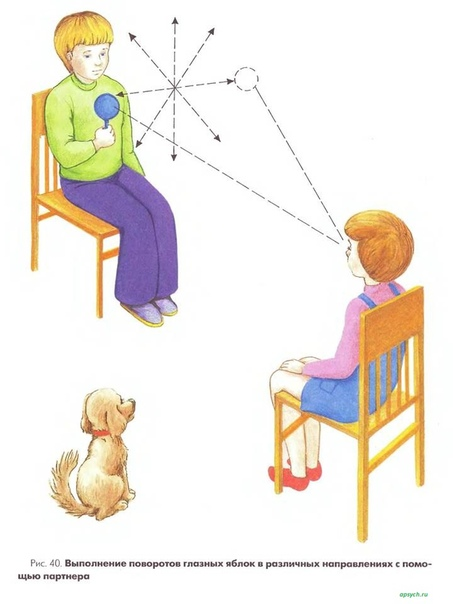 Рис. 40. Выполнение поворотов глазных яблок в различных направлениях с помо-
щью партнера
apsych.ru